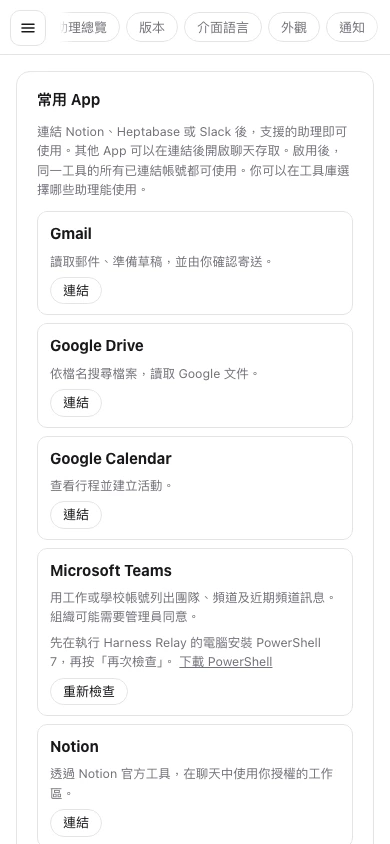 理總覽
版本
介面語言
外觀
通知
常用 App
連結 Notion、Heptabase 或 Slack 後，支援的助理即可
使用。其他 App 可以在連結後開啟聊天存取。啟用後，
同一工具的所有已連結帳號都可使用。你可以在工具庫選
擇哪些助理能使用。
Gmail
讀取郵件、準備草稿，並由你確認寄送。
連結
Google Drive
依檔名搜尋檔案，讀取 Google 文件。
連結
Google Calendar
查看行程並建立活動。
連結
Microsoft Teams
用工作或學校帳號列出團隊、頻道及近期頻道訊息。
組織可能需要管理員同意。
先在執行 Harness Relay 的電腦安裝 PowerShell
7，再按「再次檢查」。 下載 PowerShell
重新檢查
Notion
透過 Notion 官方工具，在聊天中使用你授權的工作
區。
連結